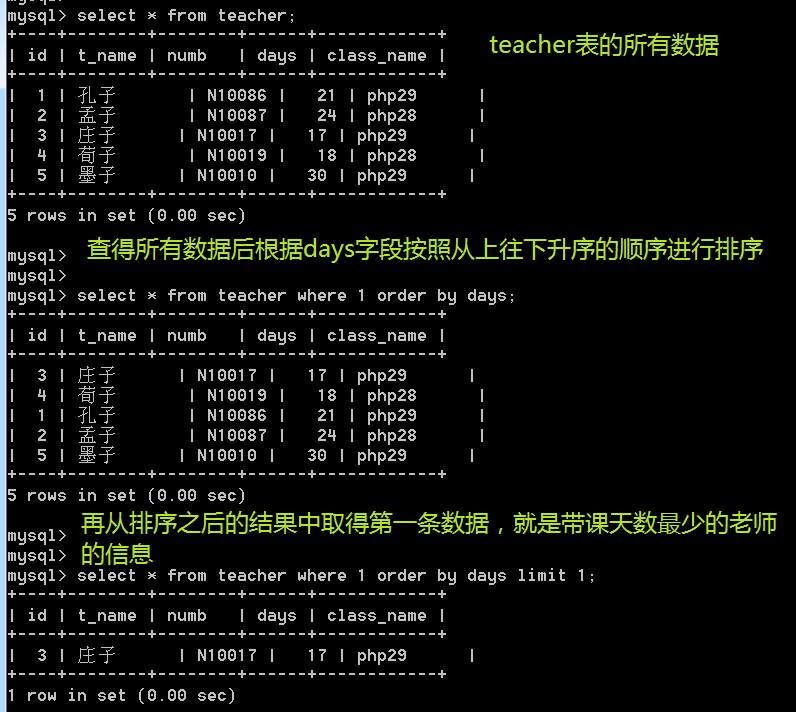 mysql> select * from teacher;
+----+--------+--------+------+------------+
| id | t_name | numb   | days | class_name |
+----+--------+--------+------+------------+
teacher表的所有数据
|  1 | 孔子       | N10086 |   21 | php29      |
|  2 | 孟子       | N10087 |   24 | php28      |
|  3 | 庄子      | N10017 |   17 | php29      |
|  4 | 荀子       | N10019 |   18 | php28      |
|  5 | 墨子      | N10010 |   30 | php29      |
+----+--------+--------+------+------------+
5 rows in set (0.00 sec)
mysql>
查得所有数据后根据days字段按照从上往下升序的顺序进行排序
mysql>
mysql> select * from teacher where 1 order by days;
+----+--------+--------+------+------------+
| id | t_name | numb   | days | class_name |
+----+--------+--------+------+------------+
|  3 | 庄子      | N10017 |   17 | php29      |
|  4 | 荀子       | N10019 |   18 | php28      |
|  1 | 孔子       | N10086 |   21 | php29      |
|  2 | 孟子       | N10087 |   24 | php28      |
|  5 | 墨子      | N10010 |   30 | php29      |
+----+--------+--------+------+------------+
5 rows in set (0.00 sec)
再从排序之后的结果中取得第一条数据，就是带课天数最少的老师
mysql>
的信息
mysql>
mysql> select * from teacher where 1 order by days limit 1;
+----+--------+--------+------+------------+
| id | t_name | numb   | days | class_name |
+----+--------+--------+------+------------+
|  3 | 庄子      | N10017 |   17 | php29      |
+----+--------+--------+------+------------+
1 row in set (0.00 sec)